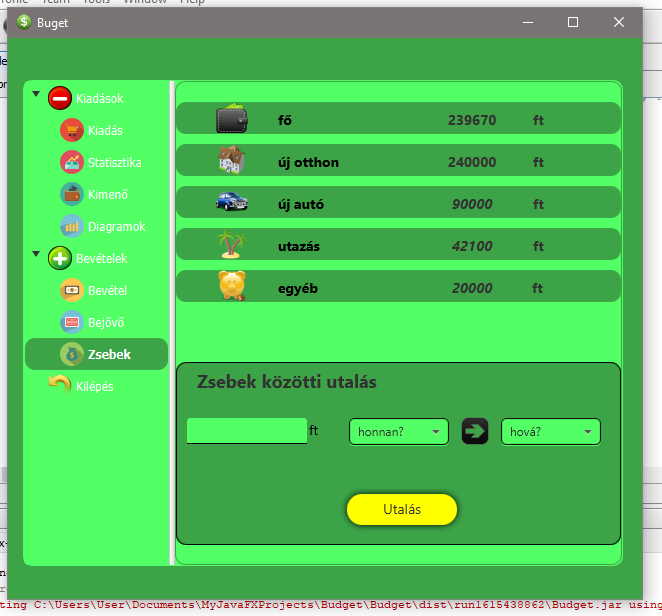 Team Tools Window Help
Buget
Kiadások
Kiadás
Statisztika
Kimenő
Diagramok
Bevételek
Bevétel
Bejövő
Zsebek
Kilépés
fő 239670 ft
új otthon 240000 ft
új autó 90000 ft
utazás 42100 ft
egyéb 20000 ft
Zsebek közötti utalás
ft honnan? hová?
Utalás
ting C:\Users\User\Documents\MyJavaFXProjects\Budget\Budget\dist\run1615438862\Budget.jar using